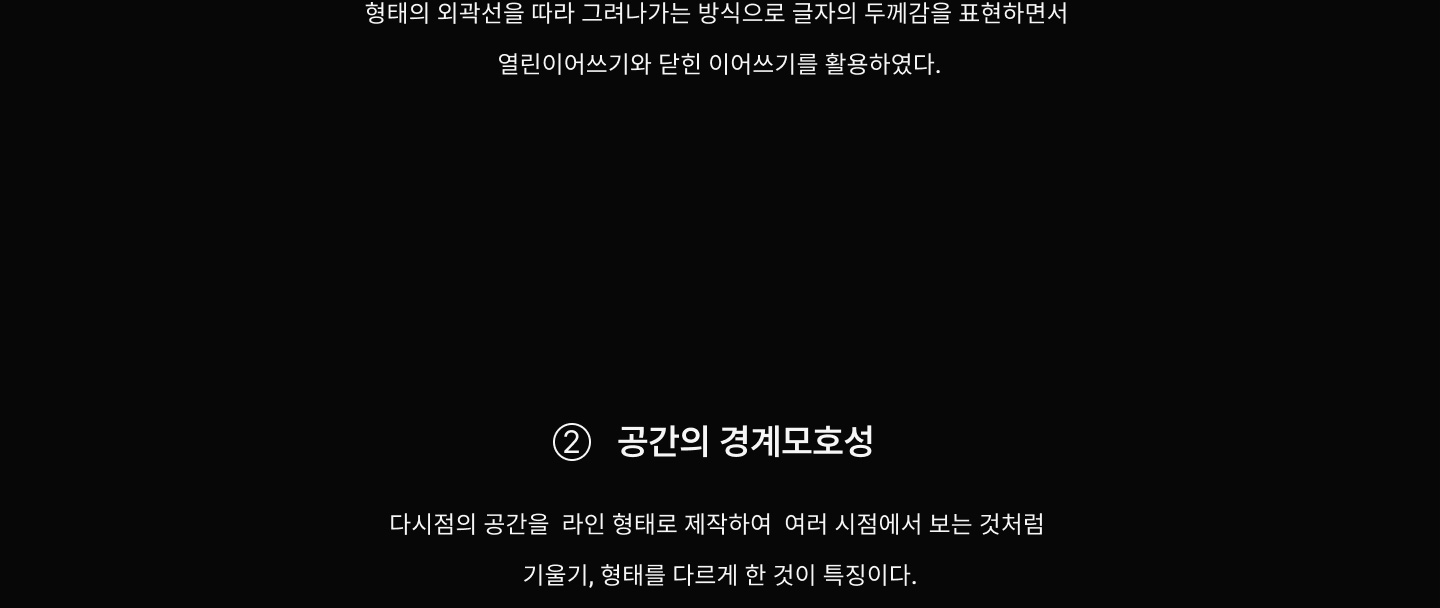 형태의 외곽선을 따라 그려나가는 방식으로 글자의 두께감을 표현하면서
열린이어쓰기와 닫힌 이어쓰기를 활용하였다.
② 공간의 경계모호성
다시점의 공간을 라인 형태로 제작하여 여러 시점에서 보는 것처럼
기울기, 형태를 다르게 한 것이 특징이다.